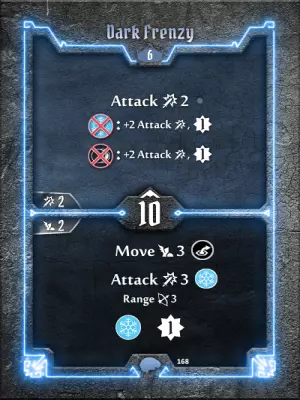 Dark Frenzy
6
Attack 2
: +2 Attack , 1
: +2 Attack , 1
2
10
2
Move 3
Attack 3
Range 3
1
168